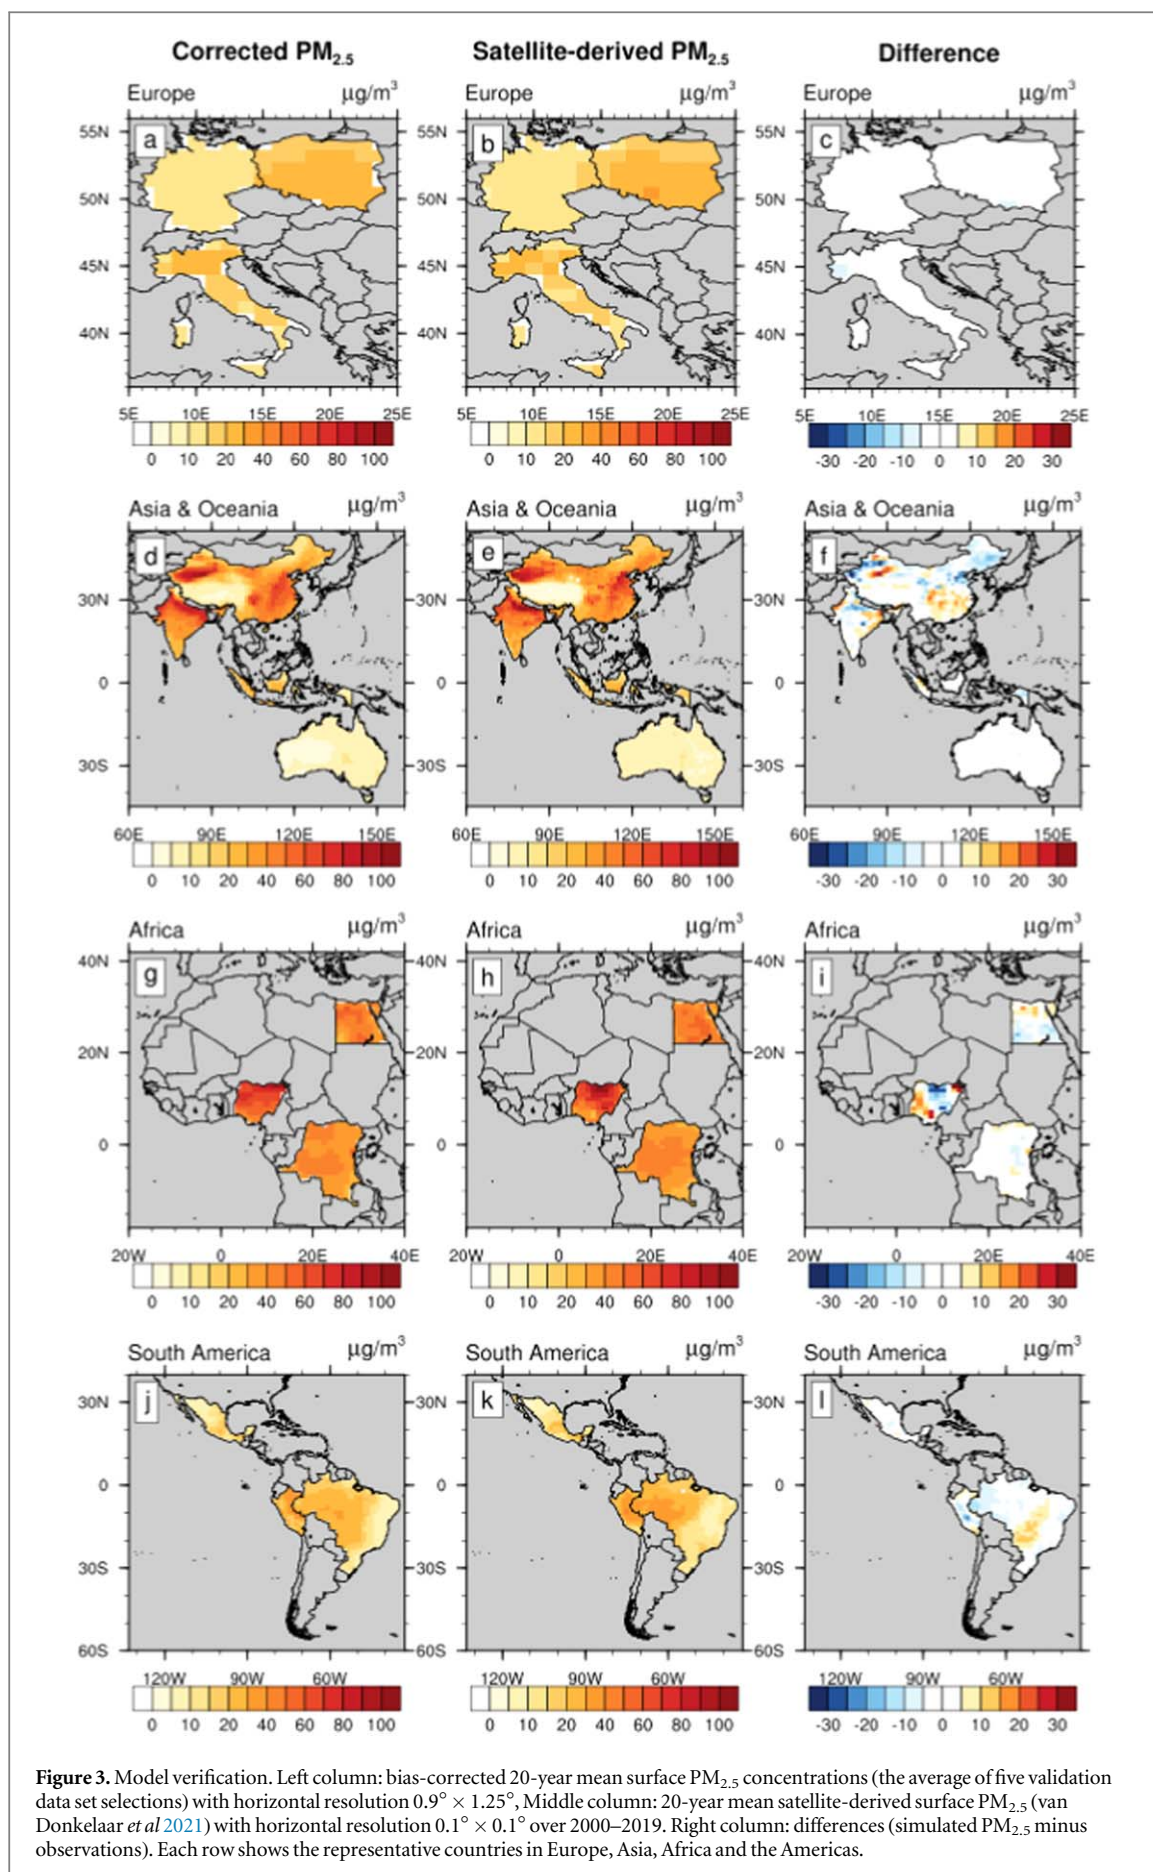 Corrected PM2.5 Satellite-derived PM2.5 Difference
Europe μg/m3 Europe μg/m3 Europe μg/m3
55N a 55N b 55N c
50N 50N 50N
45N 45N 45N
40N 40N 40N
5E 10E 15E 20E 25E 5E 10E 15E 20E 25E 5E 10E 15E 20E 25E
0 10 20 40 60 80 100 0 10 20 40 60 80 100 -30 -20 -10 0 10 20 30
Asia & Oceania μg/m3 Asia & Oceania μg/m3 Asia & Oceania μg/m3
d e f
30N 30N 30N
0 0 0
30S 30S 30S
60E 90E 120E 150E 60E 90E 120E 150E 60E 90E 120E 150E
0 10 20 40 60 80 100 0 10 20 40 60 80 100 -30 -20 -10 0 10 20 30
Africa μg/m3 Africa μg/m3 Africa μg/m3
40N g 40N h 40N i
20N 20N 20N
0 0 0
20W 0 20E 40E 20W 0 20E 40E 20W 0 20E 40E
0 10 20 40 60 80 100 0 10 20 40 60 80 100 -30 -20 -10 0 10 20 30
South America μg/m3 South America μg/m3 South America μg/m3
30N j 30N k 30N l
0 0 0
30S 30S 30S
60S 60S 60S
120W 90W 60W 120W 90W 60W 120W 90W 60W
0 10 20 40 60 80 100 0 10 20 40 60 80 100 -30 -20 -10 0 10 20 30
Figure 3. Model verification. Left column: bias-corrected 20-year mean surface PM2.5 concentrations (the average of five validation
data set selections) with horizontal resolution 0.9° × 1.25°, Middle column: 20-year mean satellite-derived surface PM2.5 (van
Donkelaar et al 2021) with horizontal resolution 0.1° × 0.1° over 2000–2019. Right column: differences (simulated PM2.5 minus
observations). Each row shows the representative countries in Europe, Asia, Africa and the Americas.